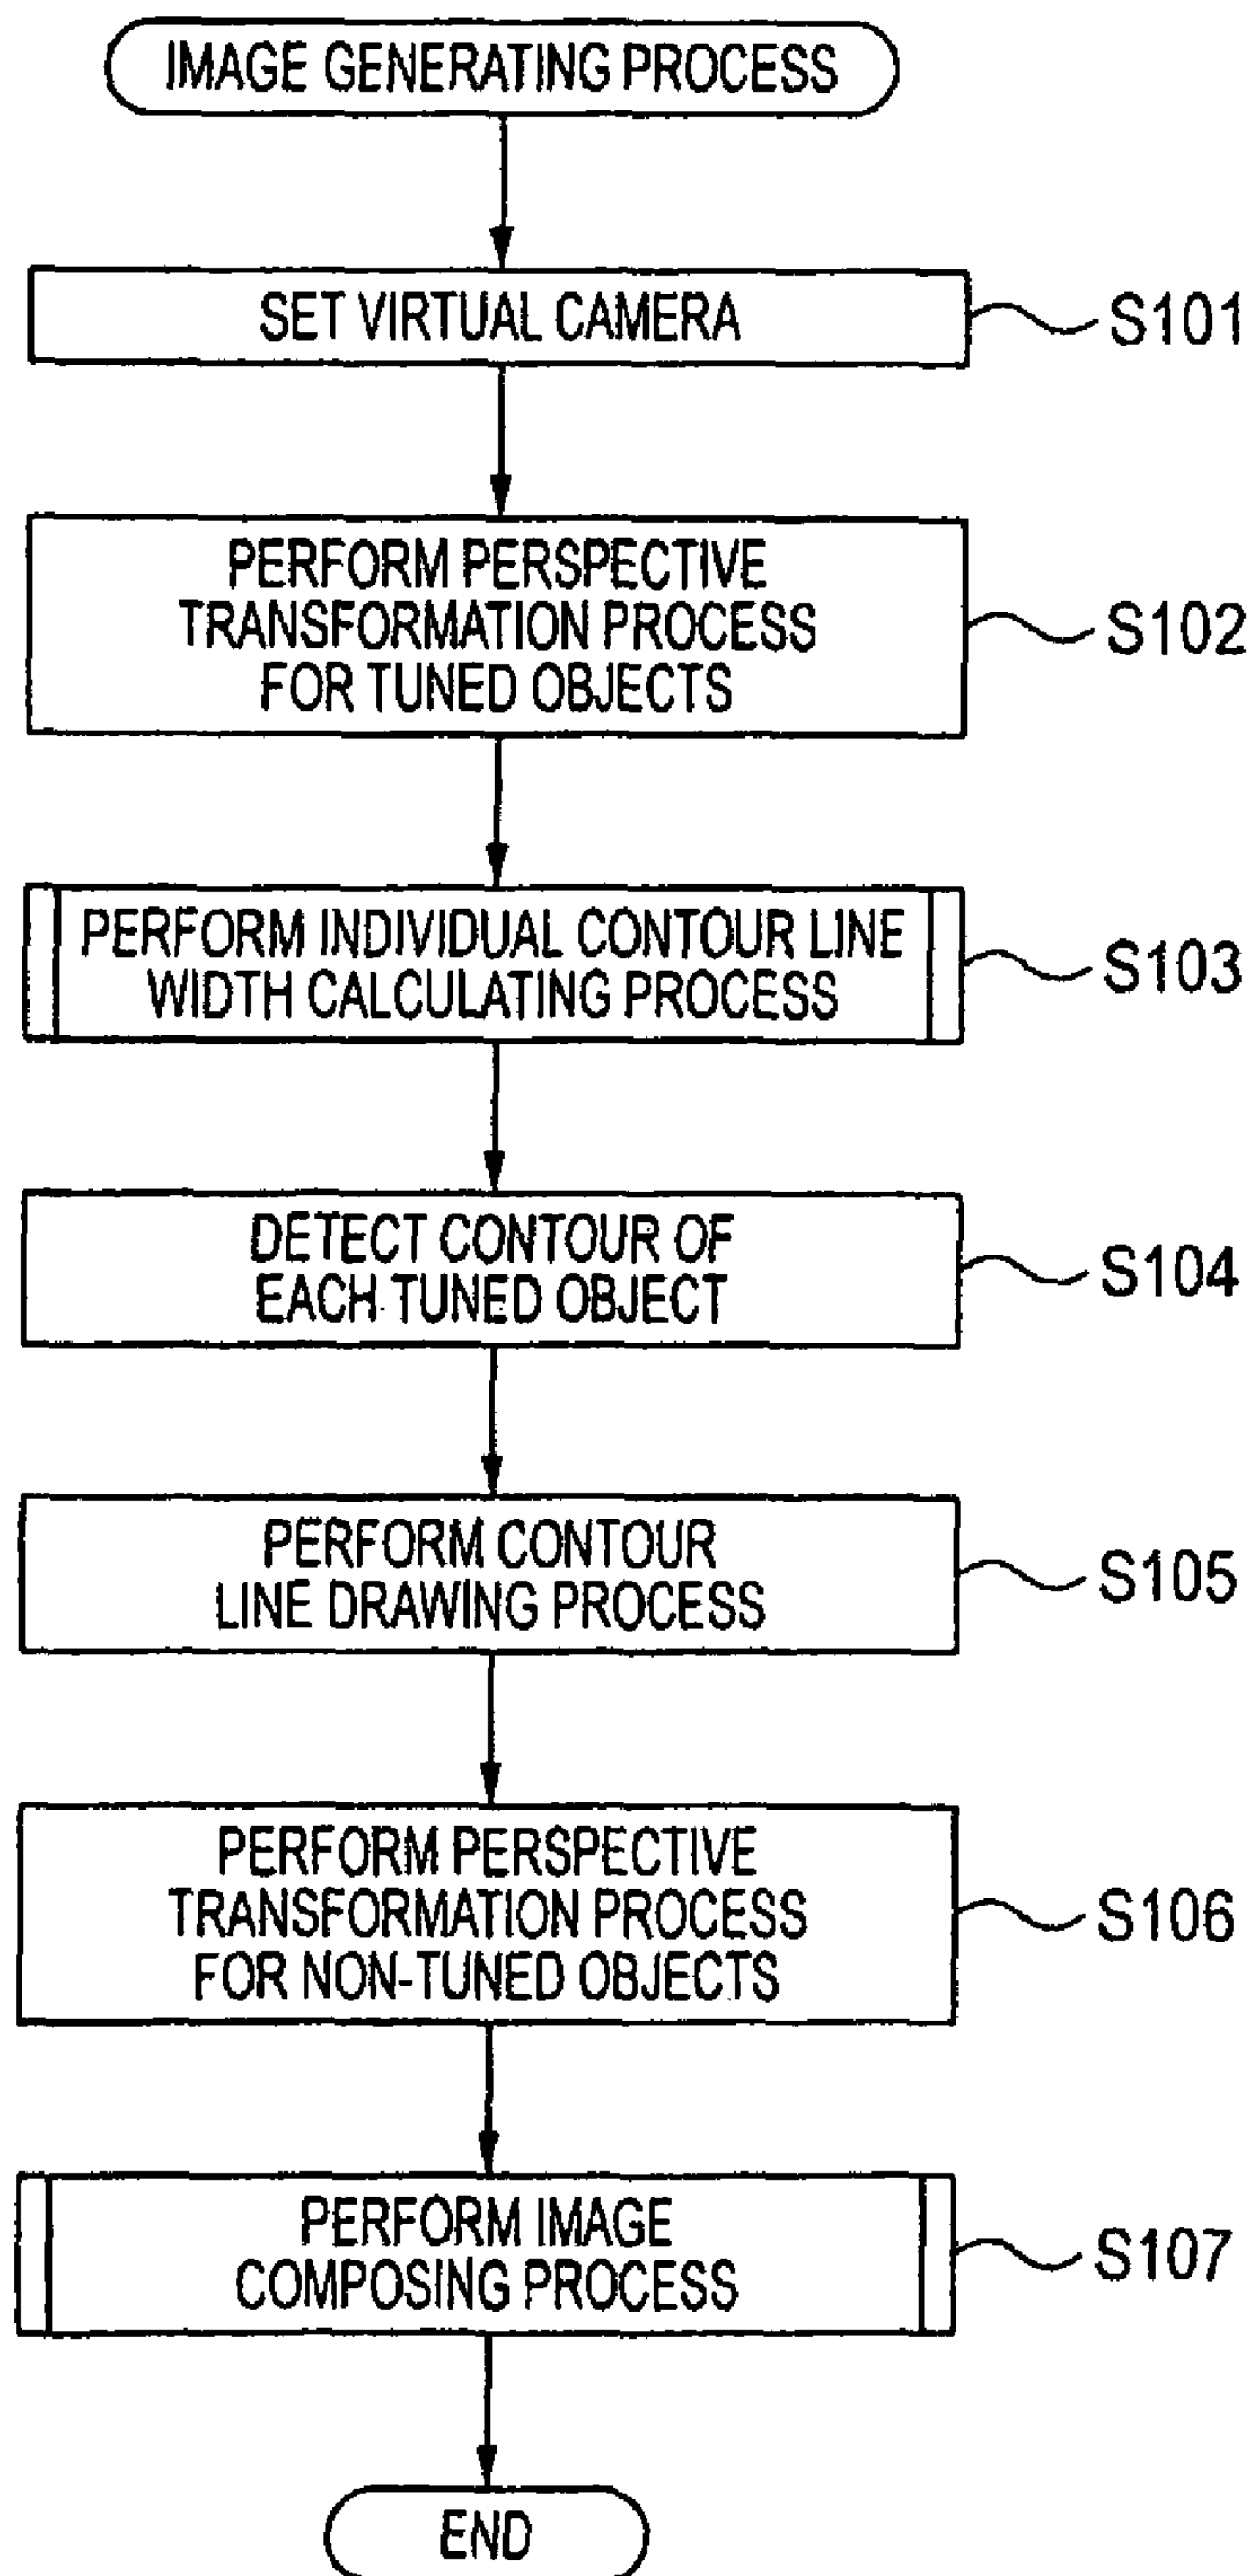 IMAGE GENERATING PROCESS
SET VIRTUAL CAMERA
S101
PERFORM PERSPECTIVE
TRANSFORMATION PROCESS
FOR TUNED OBJECTS
S102
PERFORM INDIVIDUAL CONTOUR LINE
WIDTH CALCULATING PROCESS
S103
DETECT CONTOUR OF
EACH TUNED OBJECT
S104
PERFORM CONTOUR
LINE DRAWING PROCESS
S105
PERFORM PERSPECTIVE
TRANSFORMATION PROCESS
FOR NON-TUNED OBJECTS
S106
PERFORM IMAGE
COMPOSING PROCESS
S107
END